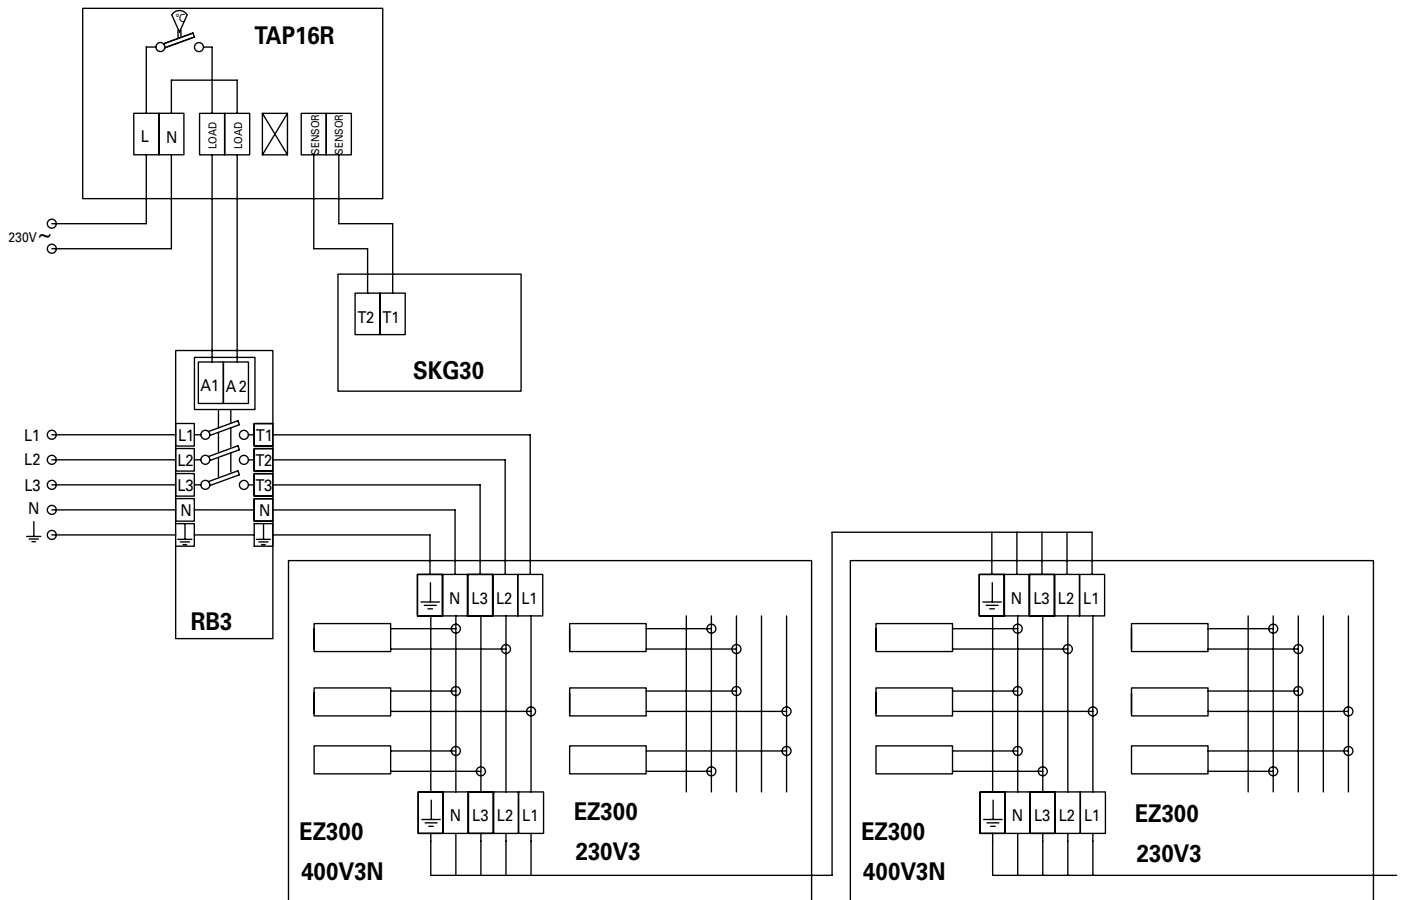 °C
TAP16R
L N LOAD LOAD SENSOR SENSOR
230V~
T2 T1
SKG30
A1 A2
L1 L1 T1
L2 L2 T2
L3 L3 T3
N N N
RB3
N L3 L2 L1
N L3 L2 L1
N L3 L2 L1
EZ300
400V3N
EZ300
230V3
N L3 L2 L1
EZ300
400V3N
EZ300
230V3